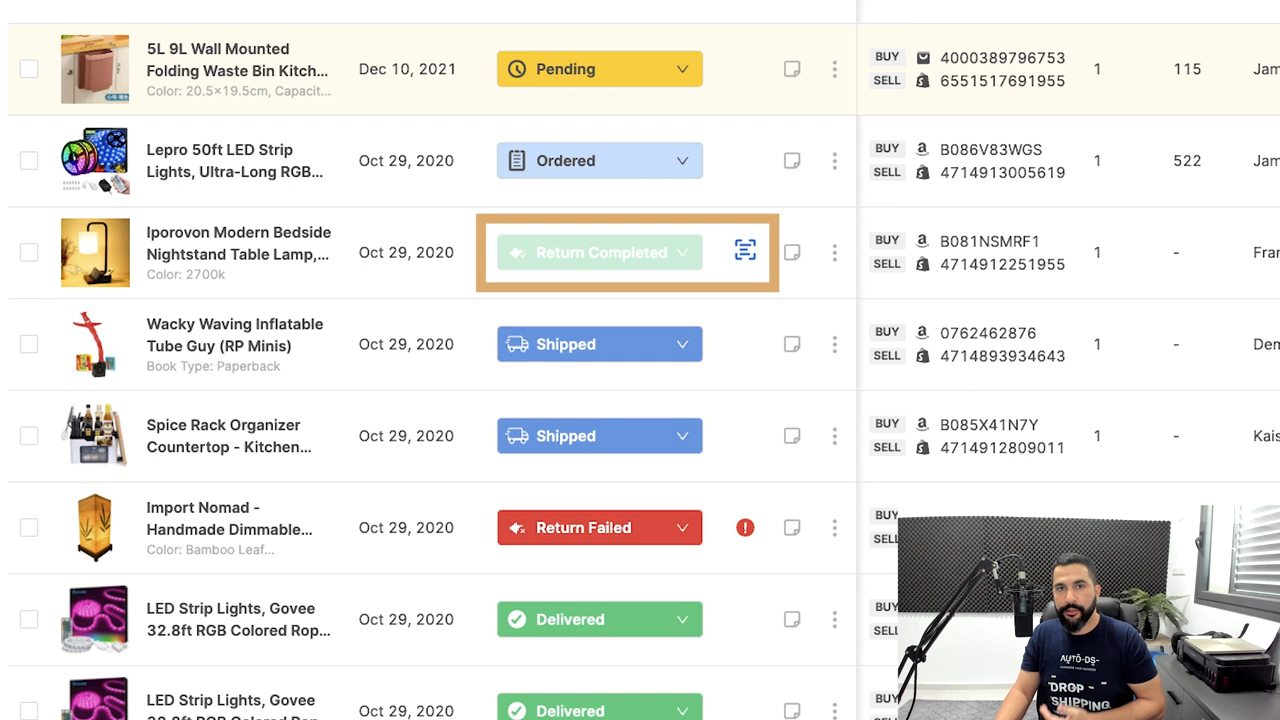 5L 9L Wall Mounted
Folding Waste Bin Kitch...
Color: 20.5×19.5cm, Capacit...
Dec 10, 2021
Pending
BUY 4000389796753
SELL 6551517691955
1
115
Jam
Lepro 50ft LED Strip
Lights, Ultra-Long RGB...
Oct 29, 2020
Ordered
BUY B086V83WGS
SELL 4714913005619
1
522
Jam
Iporovon Modern Bedside
Nightstand Table Lamp,...
Color: 2700k
Oct 29, 2020
Return Completed
BUY B081NSMRF1
SELL 4714912251955
1
-
Fran
Wacky Waving Inflatable
Tube Guy (RP Minis)
Book Type: Paperback
Oct 29, 2020
Shipped
BUY 0762462876
SELL 4714893934643
1
-
Dem
Spice Rack Organizer
Countertop - Kitchen...
Oct 29, 2020
Shipped
BUY B085X41N7Y
SELL 4714912809011
1
-
Kais
Import Nomad -
Handmade Dimmable...
Color: Bamboo Leaf...
Oct 29, 2020
Return Failed
BUY
SELL
LED Strip Lights, Govee
32.8ft RGB Colored Rop...
Oct 29, 2020
Delivered
BUY
SELL
LED Strip Lights, Govee
32.8ft RGB Colored Rop...
Oct 29, 2020
Delivered
BUY
SELL
AUTO-DS-
DROP
SHIPPING